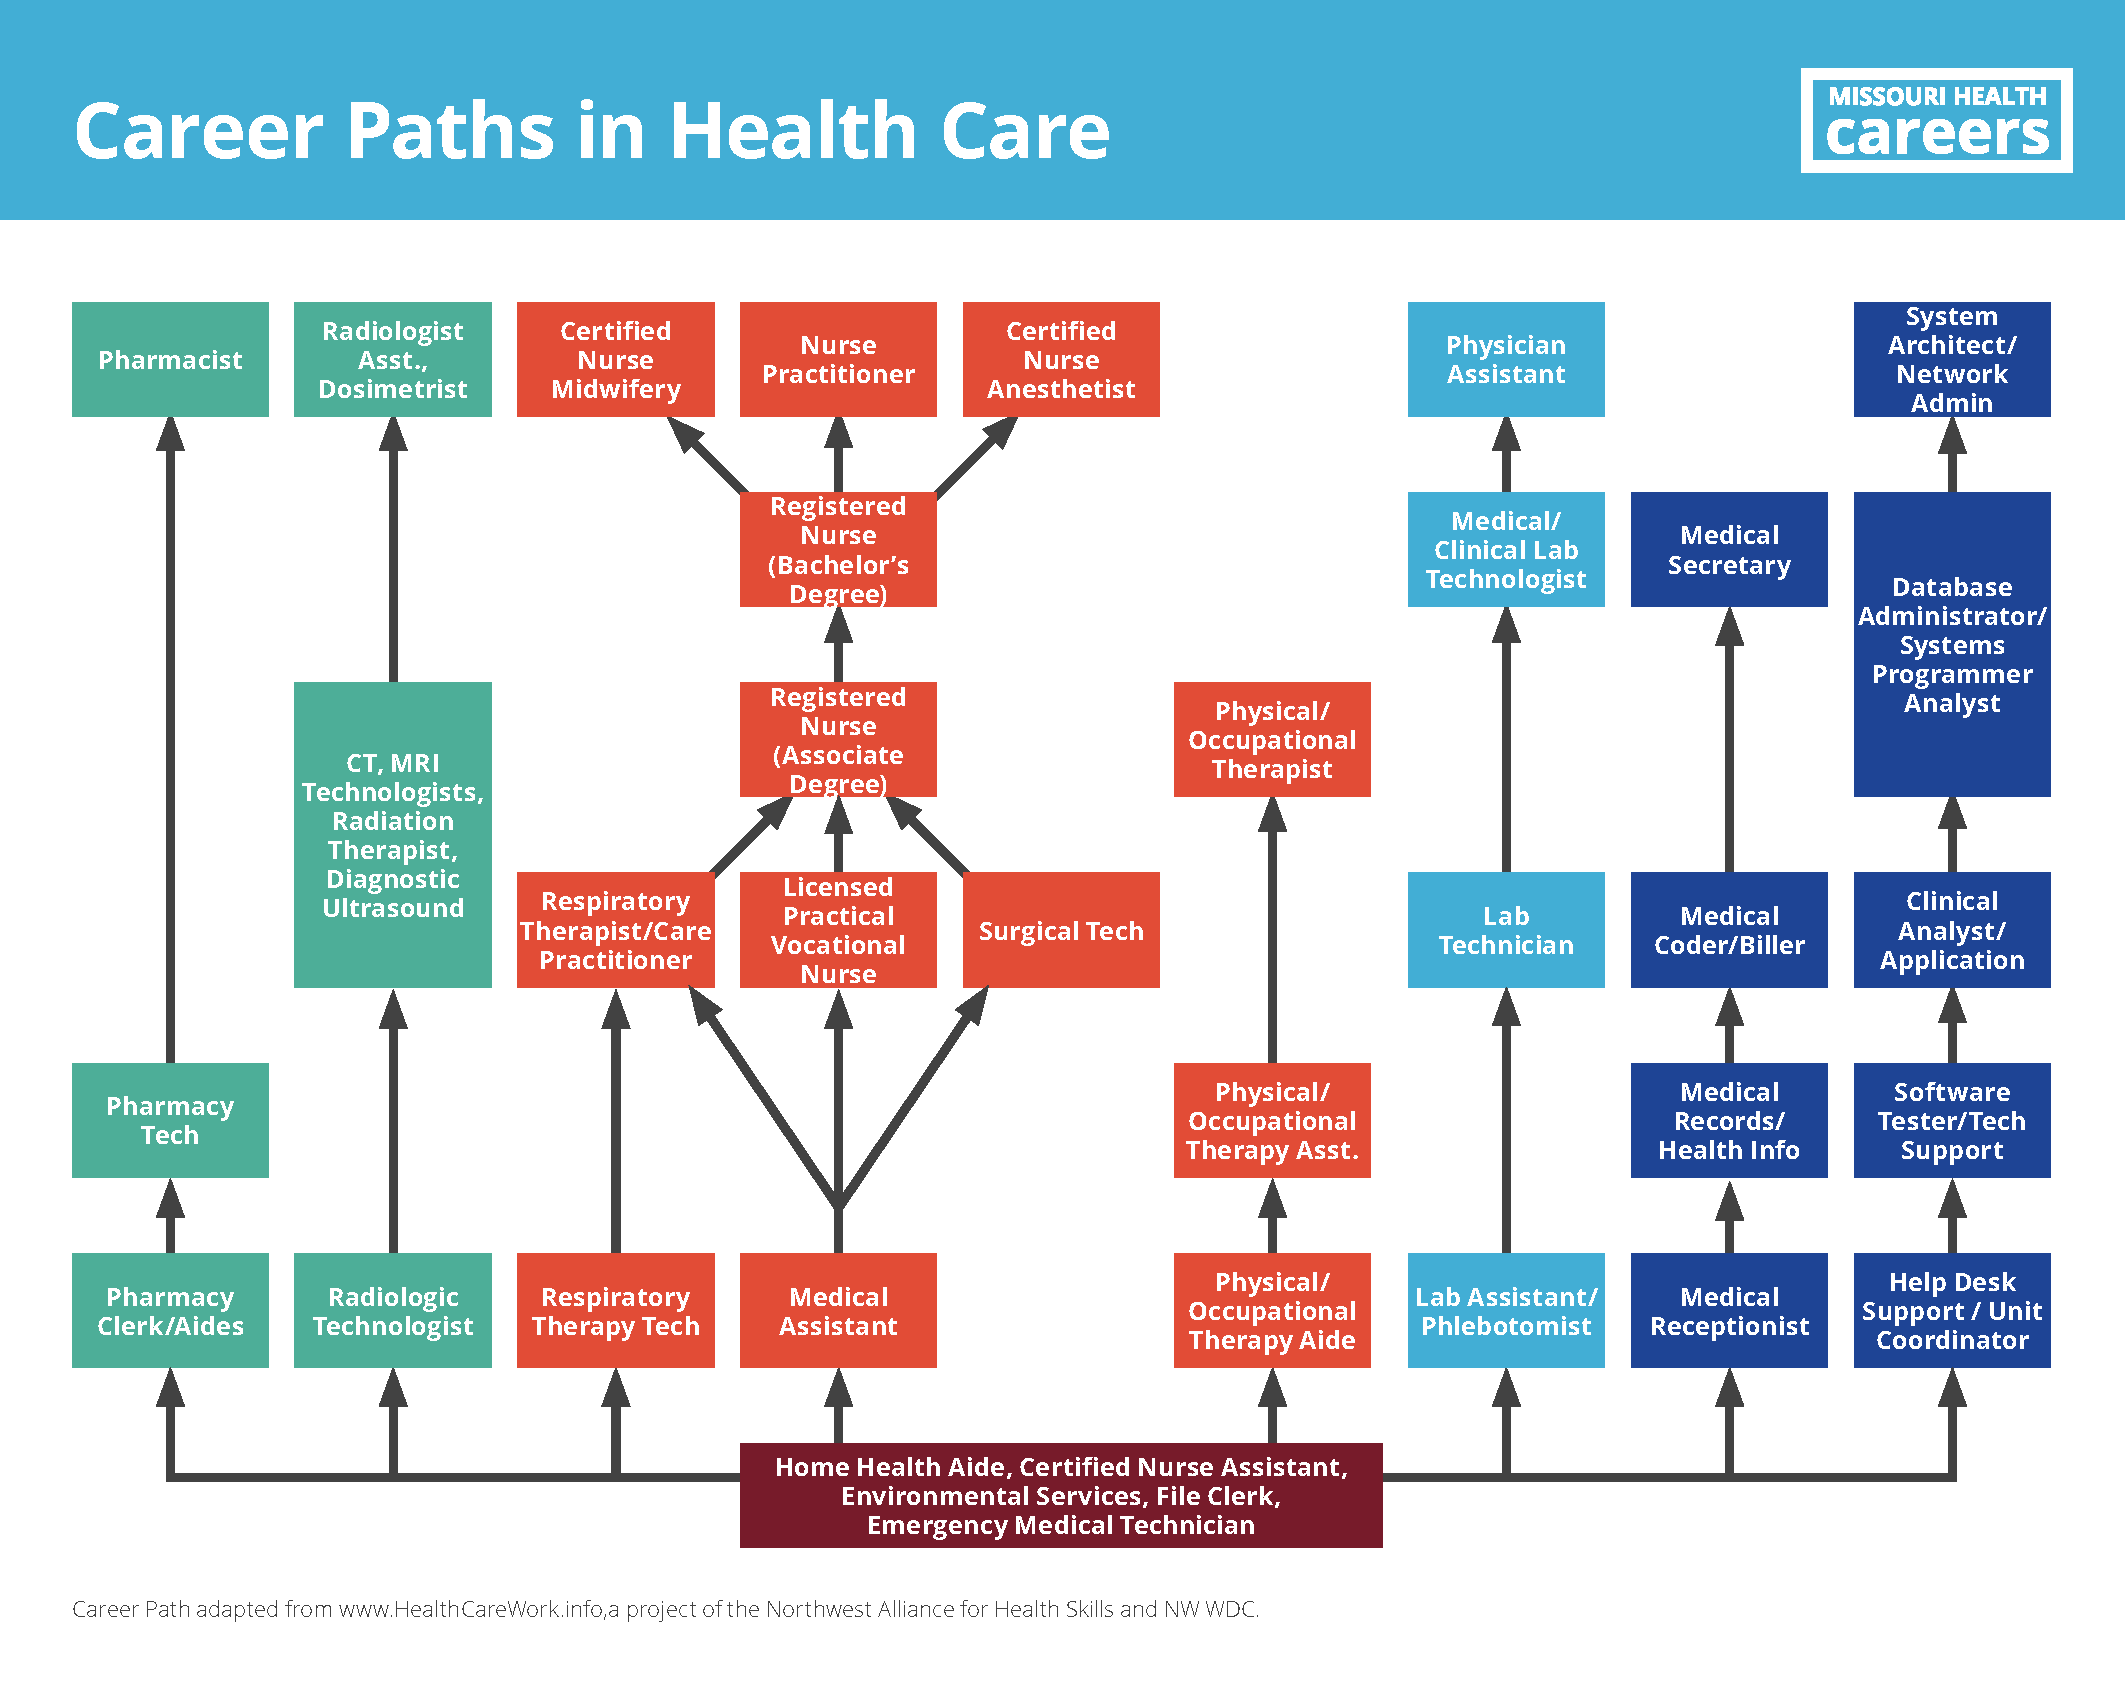 Career Paths in Health Care
MISSOURI HEALTH
careers
Pharmacist
Radiologist
Asst.,
Dosimetrist
Certified
Nurse
Midwifery
Nurse
Practitioner
Certified
Nurse
Anesthetist
Physician
Assistant
System
Architect/
Network
Admin
Registered
Nurse
(Bachelor’s
Degree)
Medical/
Clinical Lab
Technologist
Medical
Secretary
Database
Administrator/
Systems
Programmer
Analyst
CT, MRI
Technologists,
Radiation
Therapist,
Diagnostic
Ultrasound
Registered
Nurse
(Associate
Degree)
Physical/
Occupational
Therapist
Respiratory
Therapist/Care
Practitioner
Licensed
Practical
Vocational
Nurse
Surgical Tech
Lab
Technician
Medical
Coder/Biller
Clinical
Analyst/
Application
Pharmacy
Tech
Physical/
Occupational
Therapy Asst.
Medical
Records/
Health Info
Software
Tester/Tech
Support
Pharmacy
Clerk/Aides
Radiologic
Technologist
Respiratory
Therapy Tech
Medical
Assistant
Physical/
Occupational
Therapy Aide
Lab Assistant/
Phlebotomist
Medical
Receptionist
Help Desk
Support / Unit
Coordinator
Home Health Aide, Certified Nurse Assistant,
Environmental Services, File Clerk,
Emergency Medical Technician
Career Path adapted from www.HealthCareWork.info,a project of the Northwest Alliance for Health Skills and NW WDC.